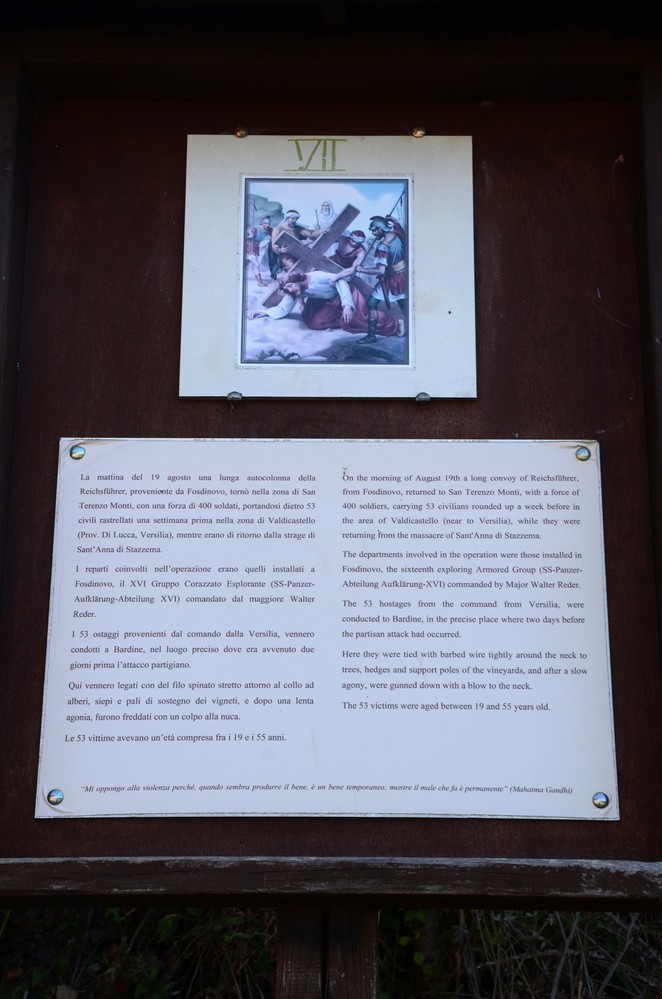 VII
La mattina del 19 agosto una lunga autocolonna della
Reichsführer, proveniente da Fosdinovo, tornò nella zona di San
Terenzo Monti, con una forza di 400 soldati, portandosi dietro 53
civili rastrellati una settimana prima nella zona di Valdicastello
(Prov. Di Lucca, Versilia), mentre erano di ritorno dalla strage di
Sant'Anna di Stazzema.
I reparti coinvolti nell'operazione erano quelli installati a
Fosdinovo, il XVI Gruppo Corazzato Esplorante (SS-Panzer-
Aufklärung-Abteilung XVI) comandato dal maggiore Walter
Reder.
I 53 ostaggi provenienti dal comando dalla Versilia, vennero
condotti a Bardine, nel luogo preciso dove era avvenuto due
giorni prima l'attacco partigiano.
Qui vennero legati con del filo spinato stretto attorno al collo ad
alberi, siepi e pali di sostegno dei vigneti, e dopo una lenta
agonia, furono freddati con un colpo alla nuca.
Le 53 vittime avevano un'età compresa fra i 19 e i 55 anni.
On the morning of August 19th a long convoy of Reichsführer,
from Fosdinovo, returned to San Terenzo Monti, with a force of
400 soldiers, carrying 53 civilians rounded up a week before in
the area of Valdicastello (near to Versilia), while they were
returning from the massacre of Sant'Anna di Stazzema.
The departments involved in the operation were those installed in
Fosdinovo, the sixteenth exploring Armored Group (SS-Panzer-
Abteilung Aufklärung-XVI) commanded by Major Walter Reder.
The 53 hostages from the command from Versilia, were
conducted to Bardine, in the precise place where two days before
the partisan attack had occurred.
Here they were tied with barbed wire tightly around the neck to
trees, hedges and support poles of the vineyards, and after a slow
agony, were gunned down with a blow to the neck.
The 53 victims were aged between 19 and 55 years old.
"Mi oppongo alla violenza perché, quando sembra produrre il bene, è un bene temporaneo; mentre il male che fa è permanente" (Mahatma Gandhi)